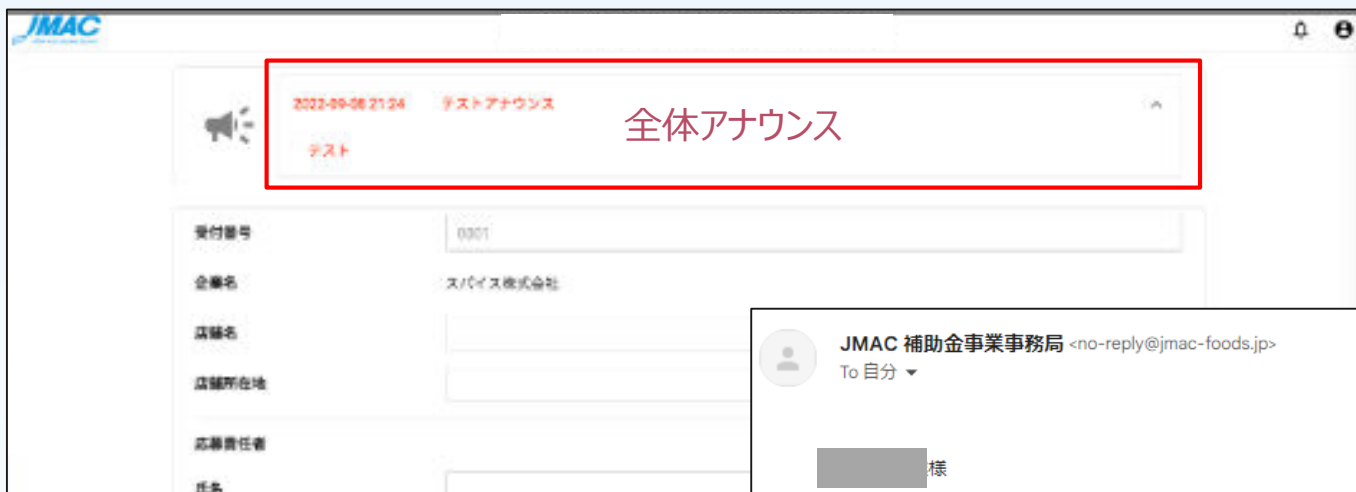 JMAC
2022-09-08 21:24 テストアナウンス
テスト
全体アナウンス
受付番号 0001
企業名 スパイス株式会社
店舗名
店舗所在地
応募責任者
氏名
JMAC 補助金事業事務局 <no-reply@jmac-foods.jp>
To 自分
様